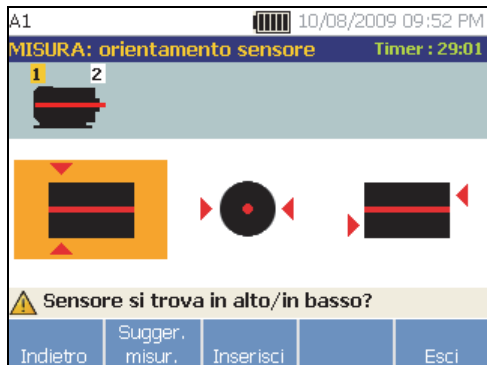 A1 10/08/2009 09:52 PM
MISURA: orientamento sensore Timer : 29:01
1 2
Sensore si trova in alto/in basso?
Indietro Sugger. misur. Inserisci Esci